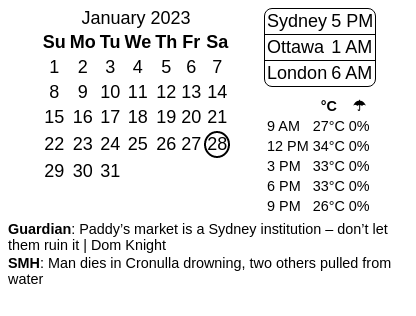 January 2023
Su Mo Tu We Th Fr Sa
1 2 3 4 5 6 7
8 9 10 11 12 13 14
15 16 17 18 19 20 21
22 23 24 25 26 27 28
29 30 31
Sydney 5 PM
Ottawa 1 AM
London 6 AM
°C ☂
9 AM 27°C 0%
12 PM 34°C 0%
3 PM 33°C 0%
6 PM 33°C 0%
9 PM 26°C 0%
Guardian: Paddy’s market is a Sydney institution – don’t let
them ruin it | Dom Knight
SMH: Man dies in Cronulla drowning, two others pulled from
water